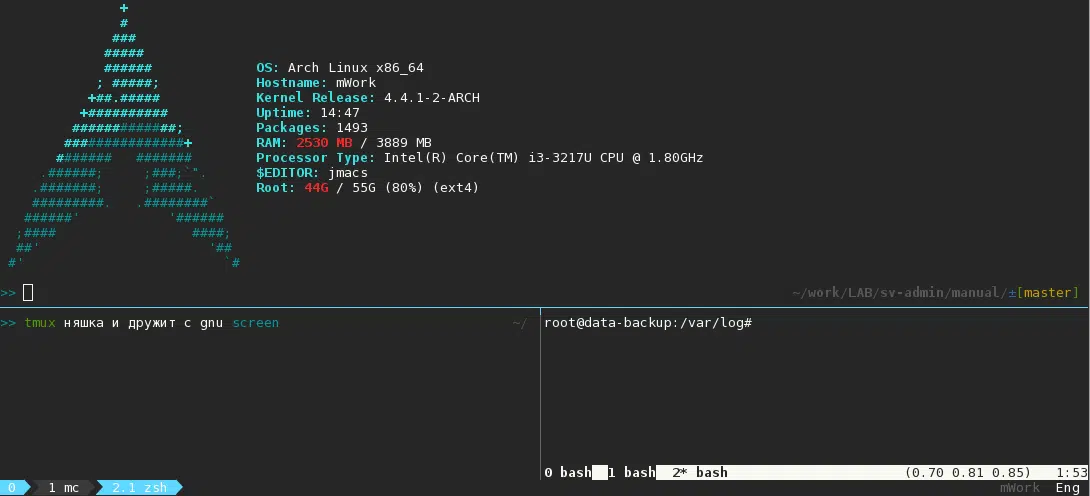 OS: Arch Linux x86_64
Hostname: mWork
Kernel Release: 4.4.1-2-ARCH
Uptime: 14:47
Packages: 1493
RAM: 2530 MB / 3889 MB
Processor Type: Intel(R) Core(TM) i3-3217U CPU @ 1.80GHz
$EDITOR: jmacs
Root: 44G / 55G (80%) (ext4)
>> ~/work/LAB/sv-admin/manual/±[master]
>> tmux няшка и дружит с gnu screen ~/
root@data-backup:/var/log#
0 bash 1 bash 2* bash (0.70 0.81 0.85) 1:53
0 1 mc 2.1 zsh mWork Eng